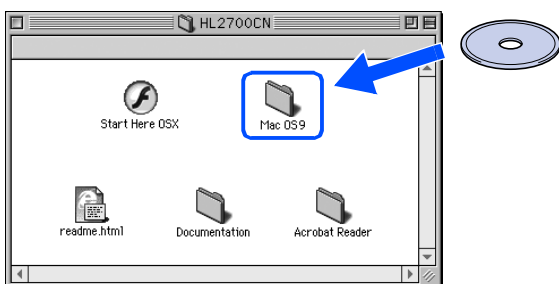 HL2700CN
Start Here OSX
Mac OS9
readme.html
Documentation
Acrobat Reader